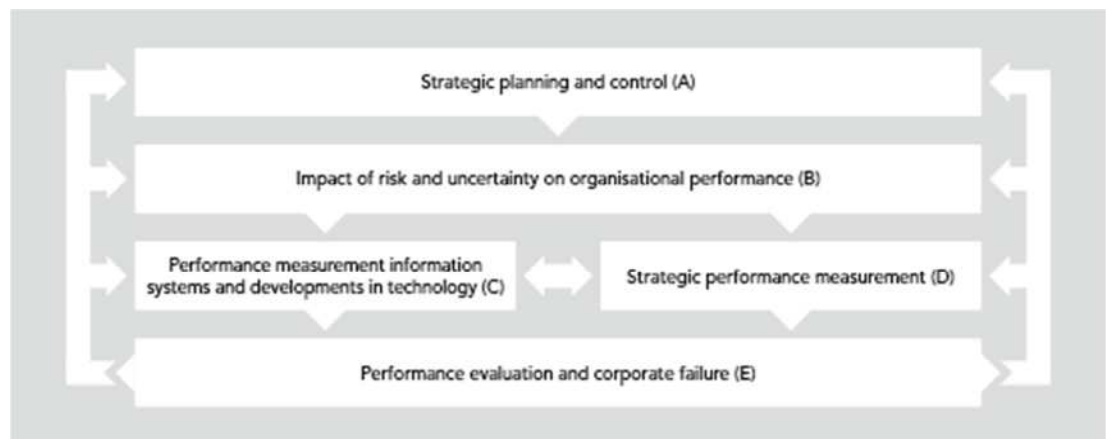 Strategic planning and control (A)
Impact of risk and uncertainty on organisational performance (B)
Performance measurement information
systems and developments in technology (C)
Strategic performance measurement (D)
Performance evaluation and corporate failure (E)